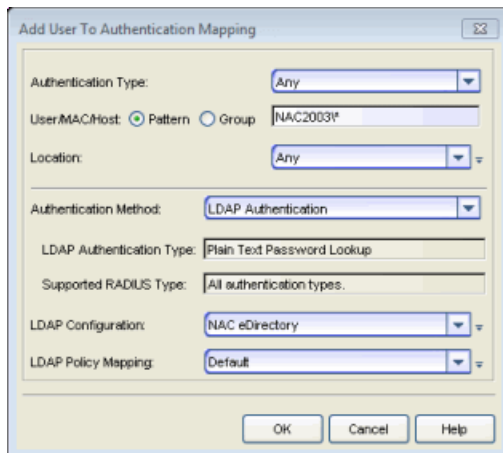 Add User To Authentication Mapping
Authentication Type: Any
User/MAC/Host: Pattern Group NAC2003\*
Location: Any
Authentication Method: LDAP Authentication
LDAP Authentication Type: Plain Text Password Lookup
Supported RADIUS Type: All authentication types.
LDAP Configuration: NAC eDirectory
LDAP Policy Mapping: Default
OK Cancel Help